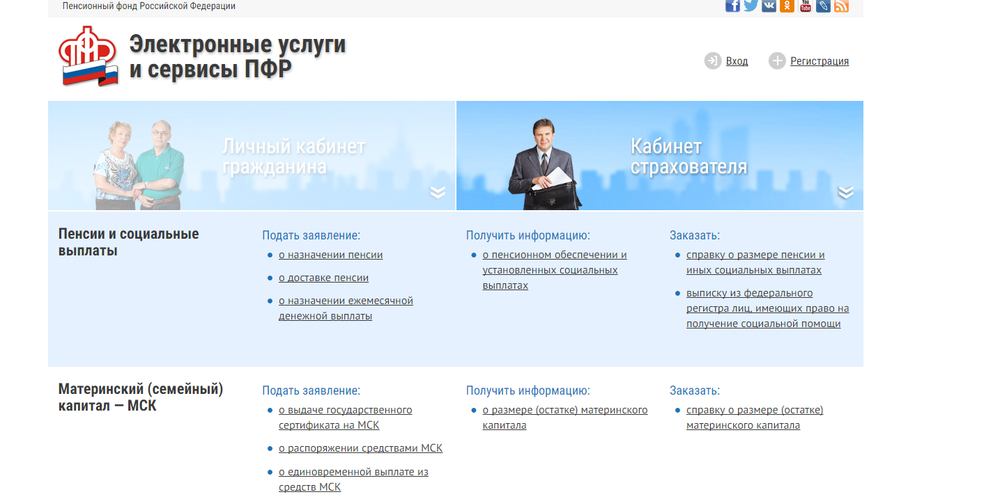 Пенсионный фонд Российской Федерации
Электронные услуги
и сервисы ПФР
Вход
Регистрация
Личный кабинет
гражданина
Кабинет
страхователя
Пенсии и социальные
выплаты
Подать заявление:
о назначении пенсии
о доставке пенсии
о назначении ежемесячной
денежной выплаты
Получить информацию:
о пенсионном обеспечении и
установленных социальных
выплатах
Заказать:
справку о размере пенсии и
иных социальных выплатах
выписку из федерального
регистра лиц, имеющих право на
получение социальной помощи
Материнский (семейный)
капитал — МСК
Подать заявление:
о выдаче государственного
сертификата на МСК
о распоряжении средствами МСК
о единовременной выплате из
средств МСК
Получить информацию:
о размере (остатке) материнского
капитала
Заказать:
справку о размере (остатке)
материнского капитала